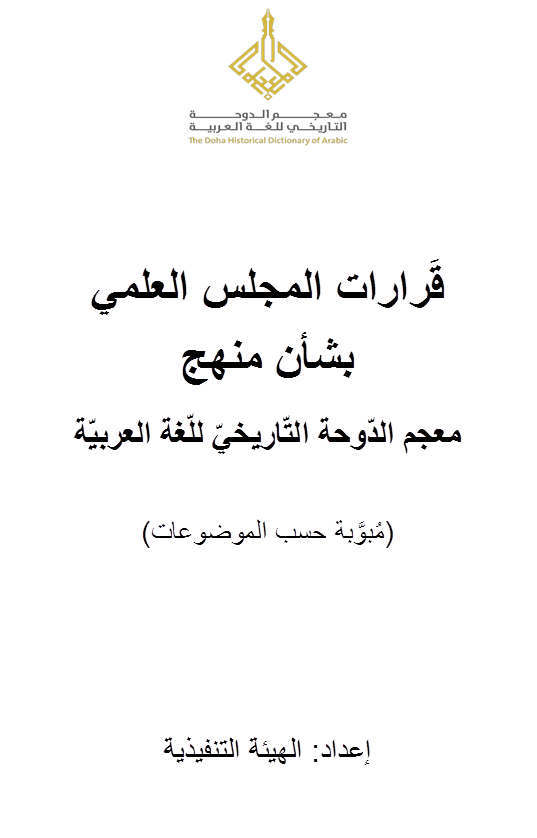 معجم الدوحة
التاريخي للغة العربية
The Doha Historical Dictionary of Arabic
قَرارات المجلس العلمي
بشأن منهج
معجم الدّوحة التّاريخيّ للّغة العربيّة
(مُبوَّبة حسب الموضوعات)
إعداد: الهيئة التنفيذية